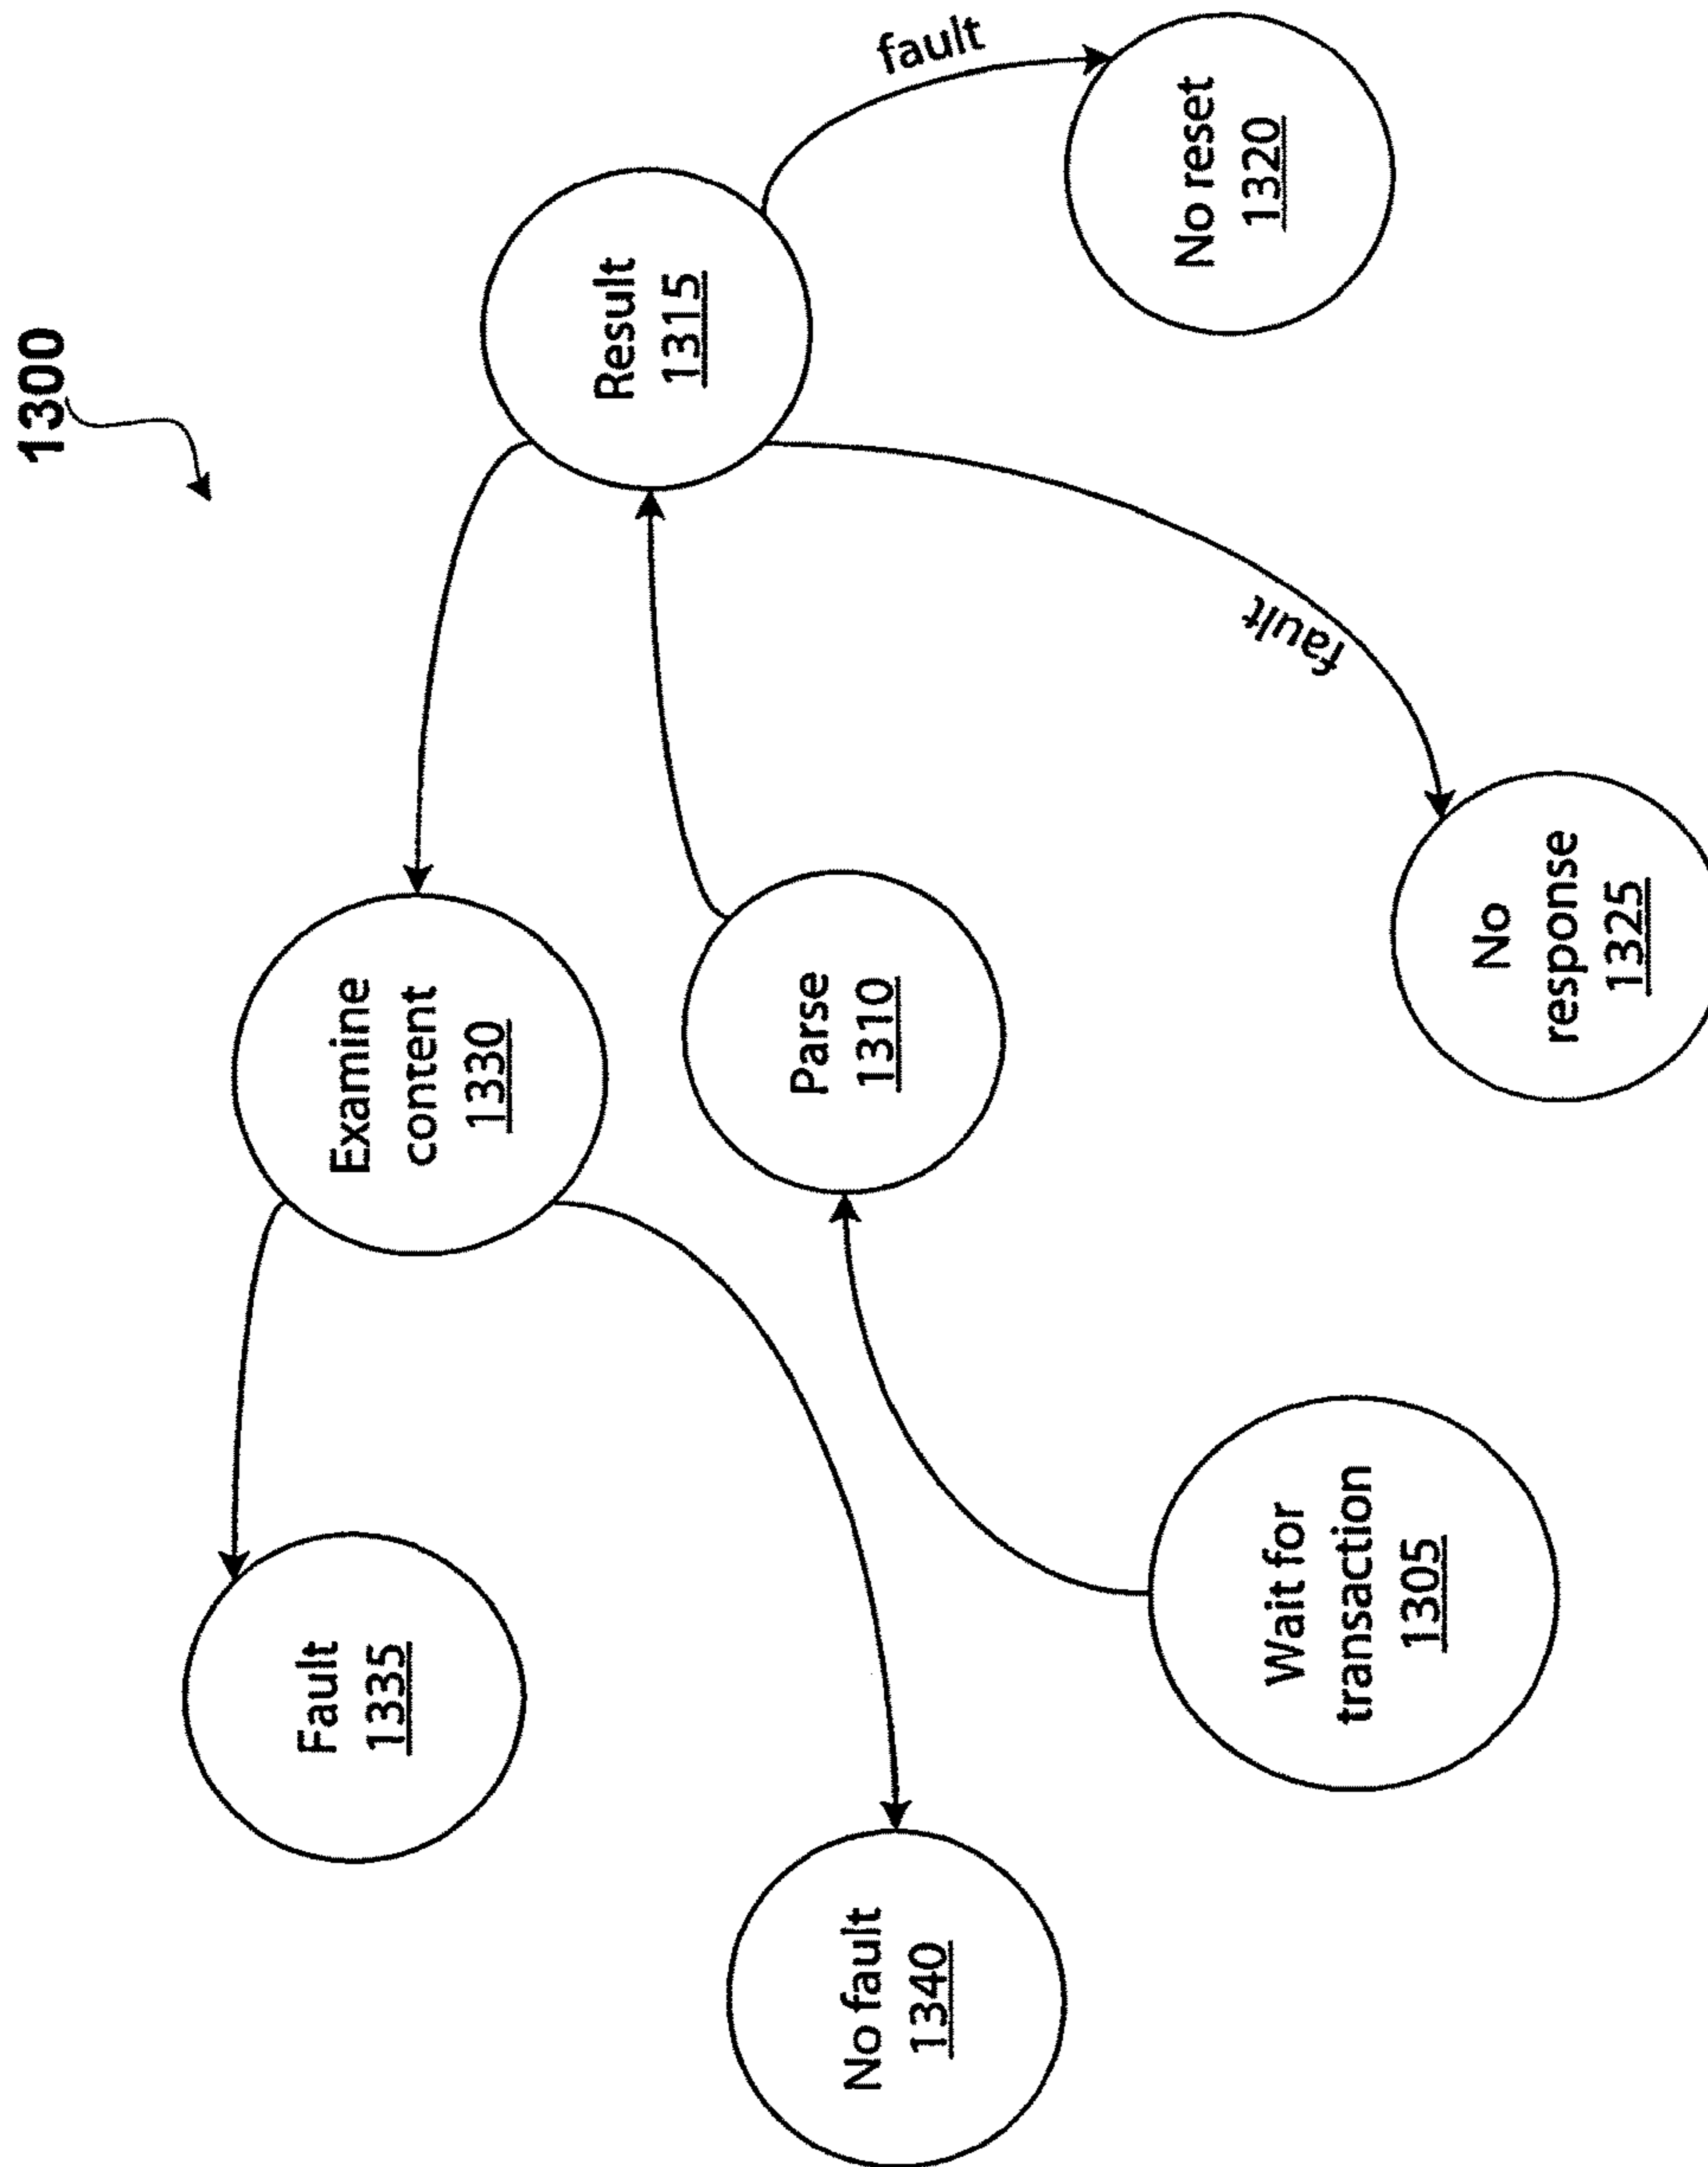 1300
Fault
1335
Examine
content
1330
Result
1315
fault
No reset
1320
No fault
1340
Parse
1310
Wait for
transaction
1305
fault
No
response
1325